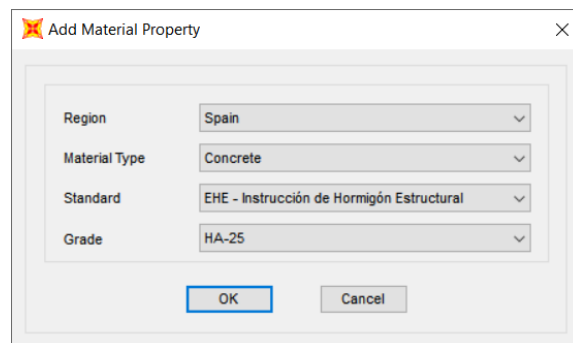 Add Material Property
Region Spain
Material Type Concrete
Standard EHE - Instrucción de Hormigón Estructural
Grade HA-25
OK Cancel